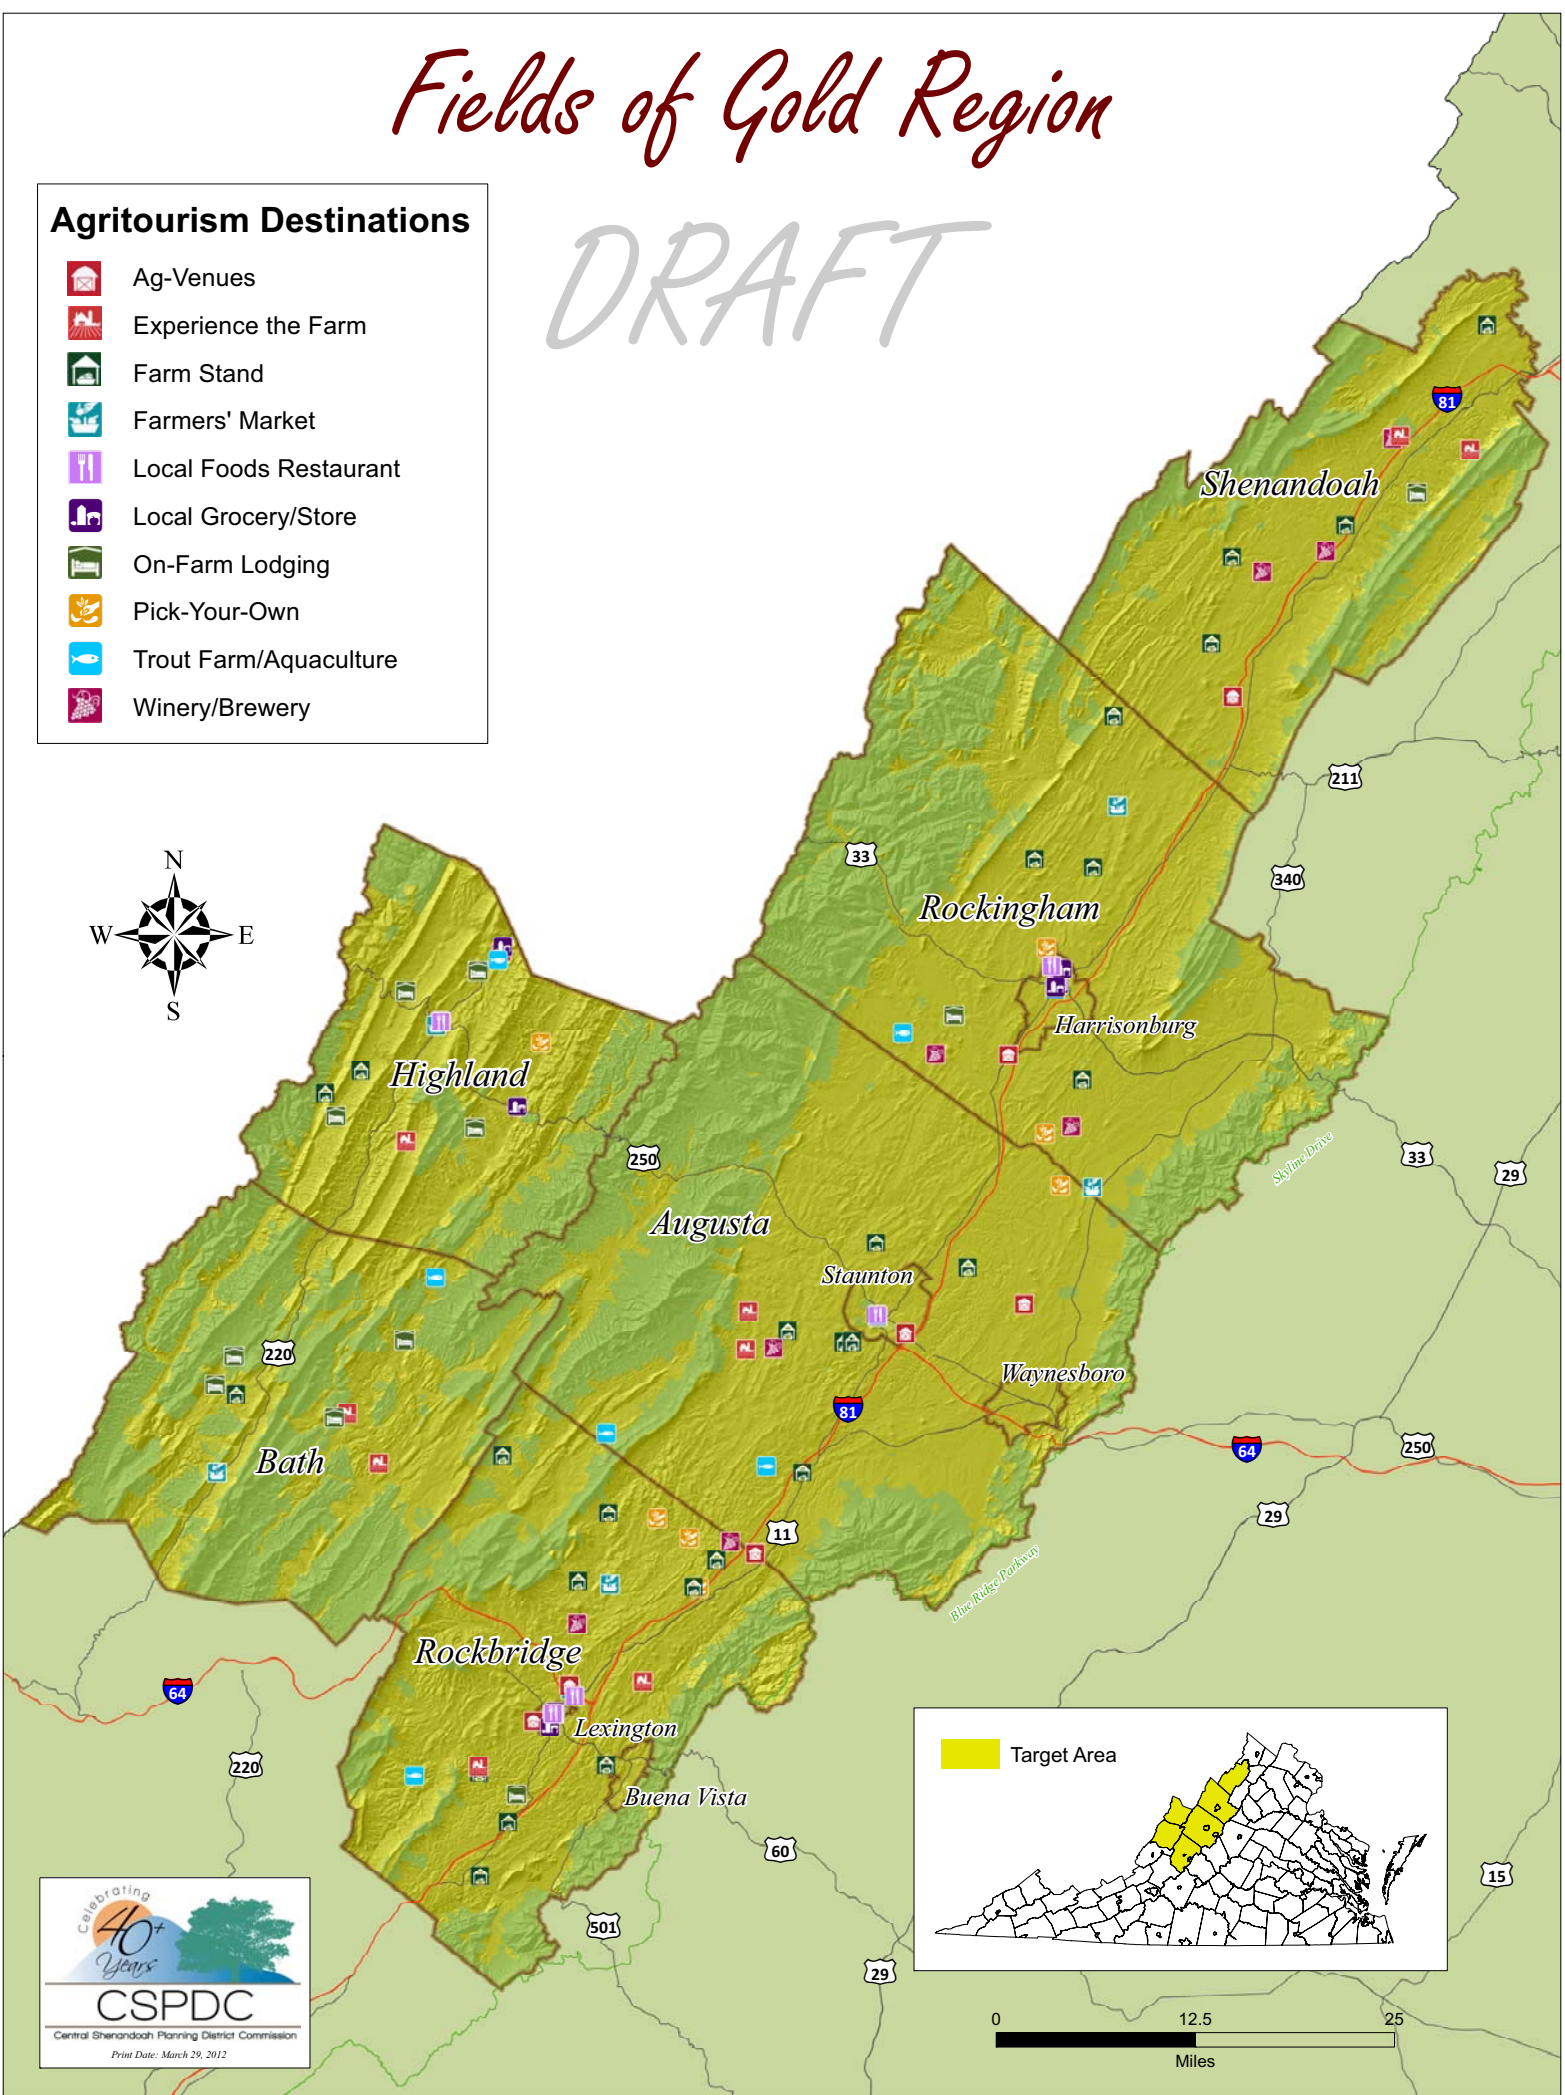 Fields of Gold Region
DRAFT
Agritourism Destinations
Ag-Venues
Experience the Farm
Farm Stand
Farmers' Market
Local Foods Restaurant
Local Grocery/Store
On-Farm Lodging
Pick-Your-Own
Trout Farm/Aquaculture
Winery/Brewery
81
Shenandoah
211
33
340
N
W E
S
Rockingham
Harrisonburg
Highland
250
Skyline Drive
33
29
Augusta
Staunton
220
Waynesboro
81
Bath
64
250
29
11
Blue Ridge Parkway
Rockbridge
64
Lexington
220
Buena Vista
60
501
29
15
Target Area
0 12.5 25
Miles
Celebrating
40+
Years
CSPDC
Central Shenandoah Planning District Commission
Print Date: March 29, 2012